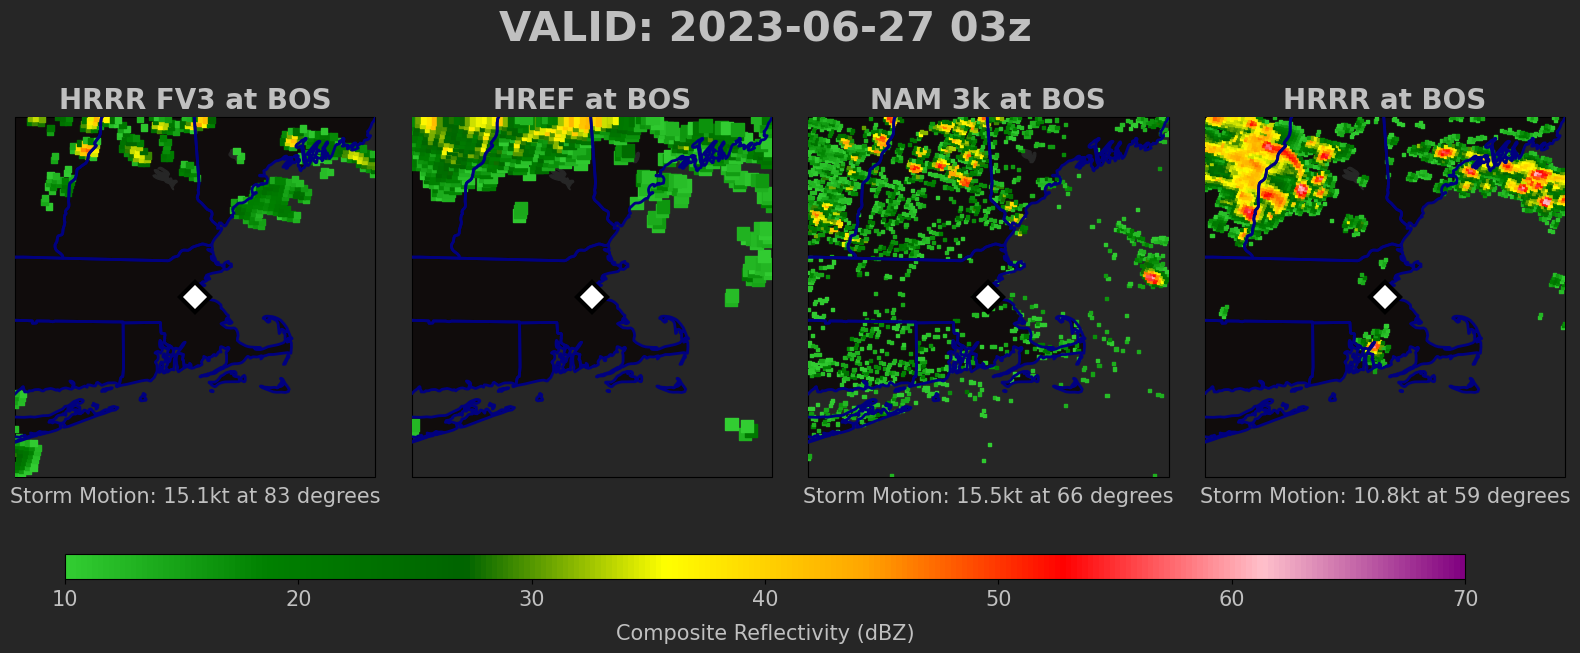 VALID: 2023-06-27 03z
HRRR FV3 at BOS
HREF at BOS
NAM 3k at BOS
HRRR at BOS
Storm Motion: 15.1kt at 83 degrees
Storm Motion: 15.5kt at 66 degrees
Storm Motion: 10.8kt at 59 degrees
10 20 30 40 50 60 70
Composite Reflectivity (dBZ)